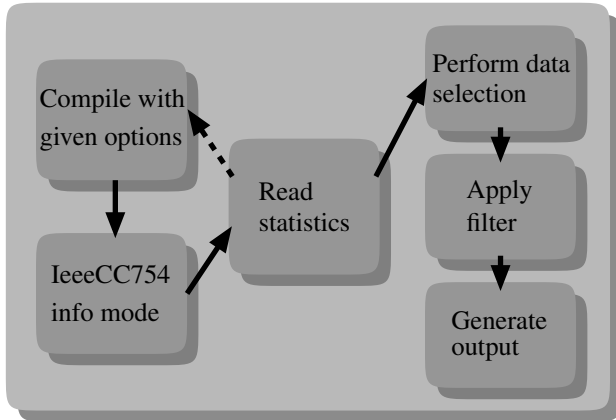 Compile with
given options
IeeeCC754
info mode
Read
statistics
Perform data
selection
Apply
filter
Generate
output